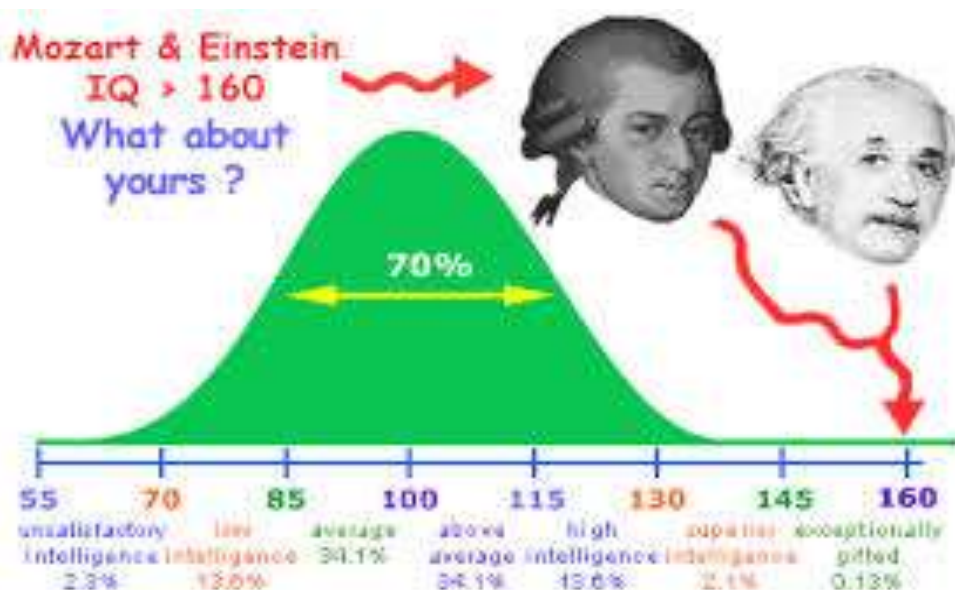 Mozart & Einstein
IQ > 160
What about
yours ?
70%
55 70 85 100 115 130 145 160
unsatisfactory low average above high superior exceptionally
intelligence intelligence 34.1% average intelligence intelligence gifted
2.3% 13.6% 34.1% 13.6% 2.1% 0.13%